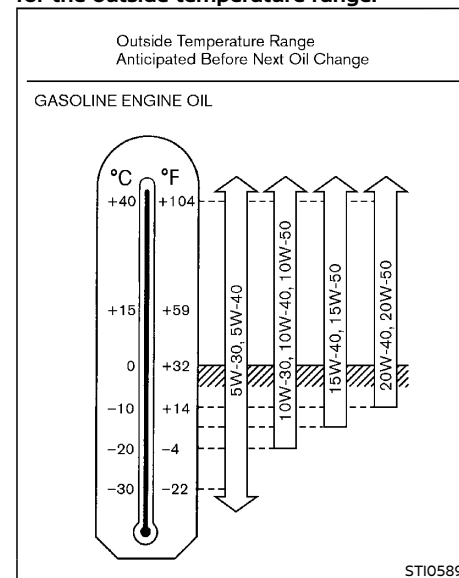 for the outside temperature range.
Outside Temperature Range
Anticipated Before Next Oil Change
GASOLINE ENGINE OIL
°C °F
+40 +104
+15 +59
0 +32
-10 +14
-20 -4
-30 -22
5W-30, 5W-40
10W-30, 10W-40, 10W-50
15W-40, 15W-50
20W-40, 20W-50
STI0589